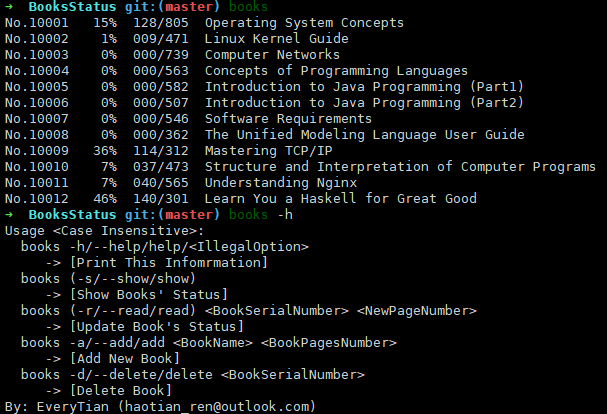 ➜  BooksStatus git:(master) books
No.10001   15%  128/805  Operating System Concepts
No.10002    1%  009/471  Linux Kernel Guide
No.10003    0%  000/739  Computer Networks
No.10004    0%  000/563  Concepts of Programming Languages
No.10005    0%  000/582  Introduction to Java Programming (Part1)
No.10006    0%  000/507  Introduction to Java Programming (Part2)
No.10007    0%  000/546  Software Requirements
No.10008    0%  000/362  The Unified Modeling Language User Guide
No.10009   36%  114/312  Mastering TCP/IP
No.10010    7%  037/473  Structure and Interpretation of Computer Programs
No.10011    7%  040/565  Understanding Nginx
No.10012   46%  140/301  Learn You a Haskell for Great Good
➜  BooksStatus git:(master) books -h
Usage <Case Insensitive>:
  books -h/--help/help/<IllegalOption>
     -> [Print This Infomrmation]
  books (-s/--show/show)
     -> [Show Books' Status]
  books (-r/--read/read) <BookSerialNumber> <NewPageNumber>
     -> [Update Book's Status]
  books -a/--add/add <BookName> <BookPagesNumber>
     -> [Add New Book]
  books -d/--delete/delete <BookSerialNumber>
     -> [Delete Book]
By: EveryTian (haotian_ren@outlook.com)